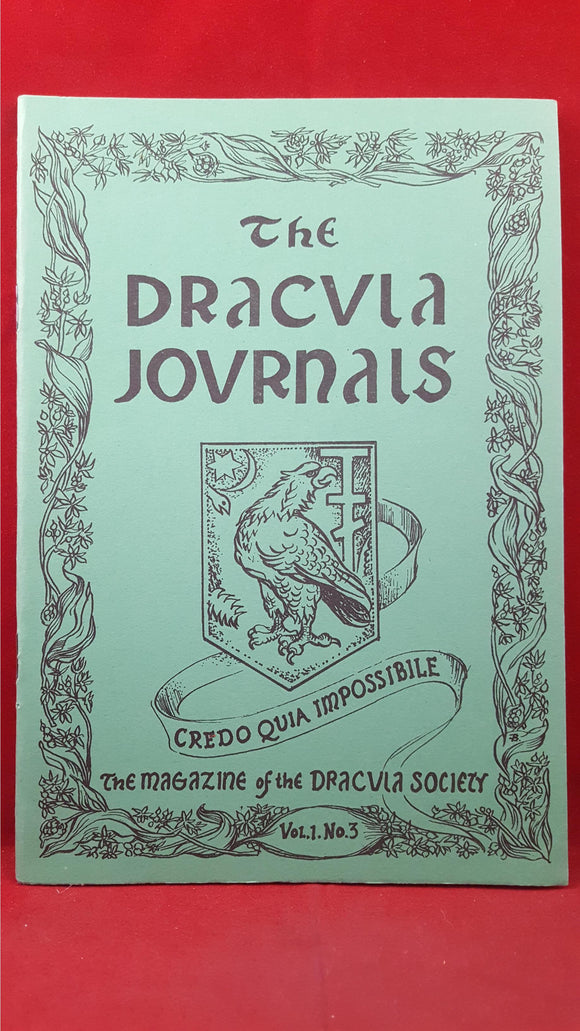 The
DRACVLA
JOVRNALS
CREDO QUIA IMPOSSIBILE
The MAGAZINE of the DRACVLA SOCIETY
VOL.1. No.3